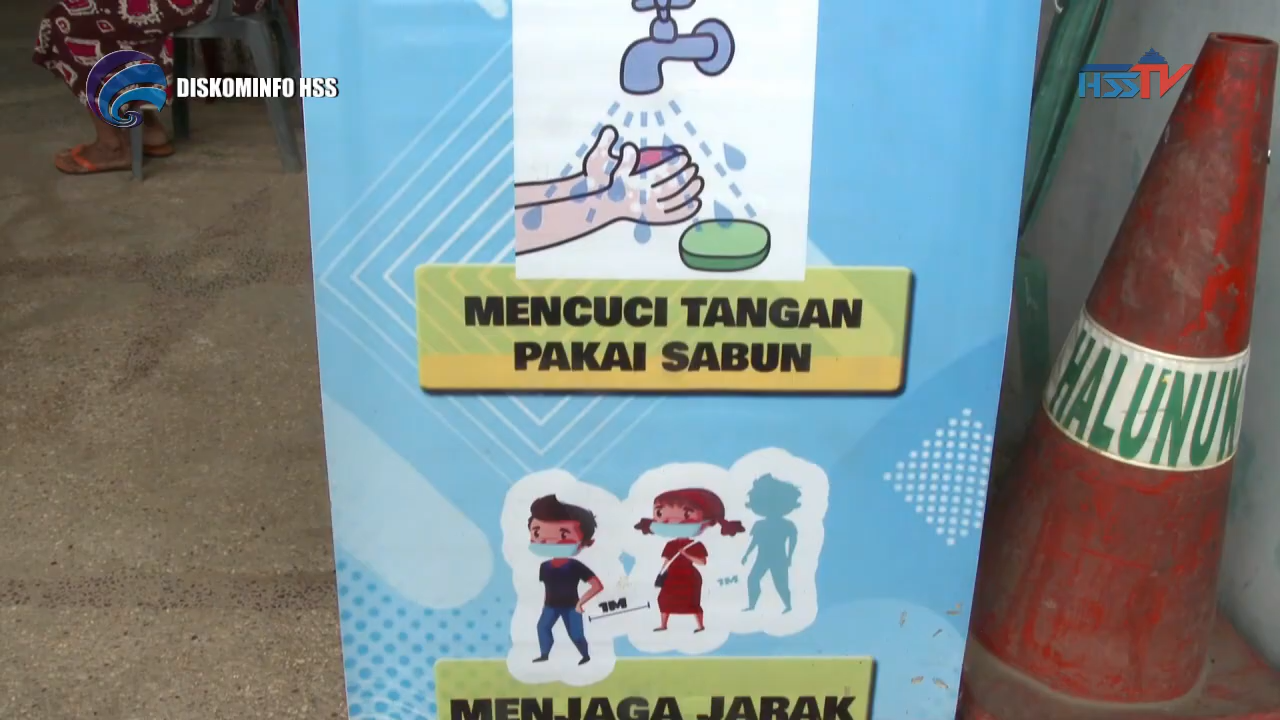 DISKOMINFO HSS
HSSTV
MENCUCI TANGAN
PAKAI SABUN
HALUNUK
1M
1M
MENJAGA JARAK